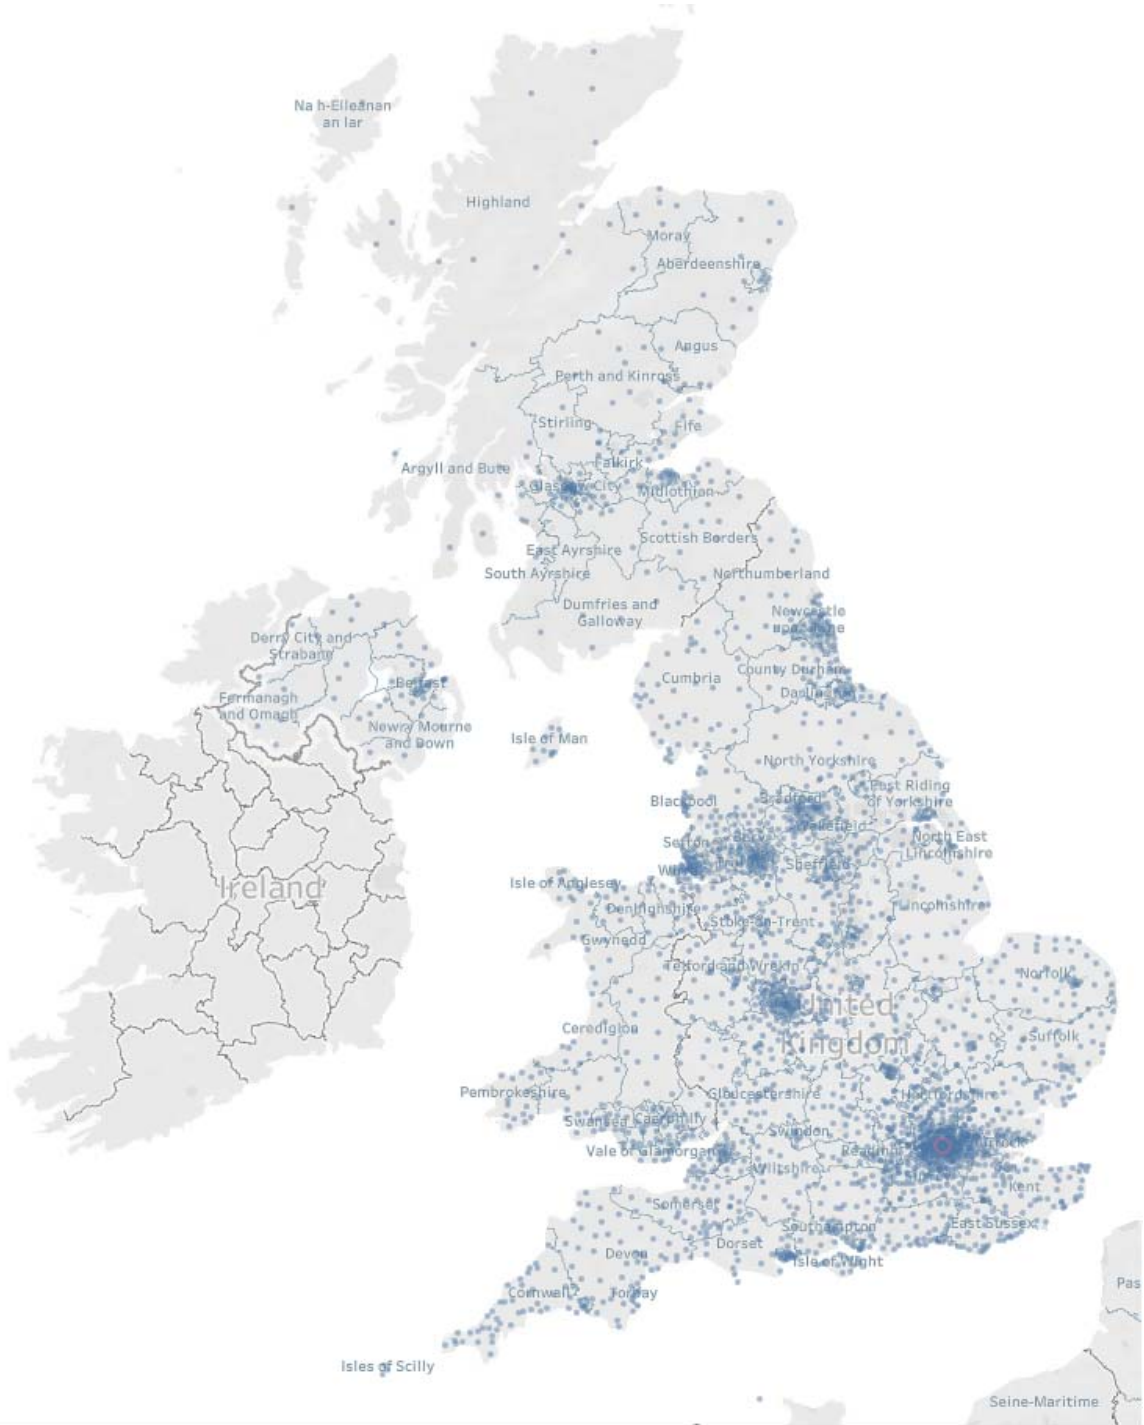 Na h-Eileanan
an Iar
Highland
Moray
Aberdeenshire
Angus
Perth and Kinross
Stirling
Fife
Falkirk
Argyll and Bute
Glasgow City
Midlothian
Scottish Borders
East Ayrshire
South Ayrshire
Northumberland
Dumfries and
Galloway
Newcastle
upon Tyne
Derry City and
Strabane
County Durham
Cumbria
Belfast
Darlington
Fermanagh
and Omagh
Newry Mourne
and Down
Isle of Man
North Yorkshire
East Riding
of Yorkshire
Blackpool
Bradford
Wakefield
North East
Lincolnshire
Sefton
Sheffield
Isle of Anglesey
Ireland
Denbighshire
Lincolnshire
Stoke-on-Trent
Gwynedd
Telford and Wrekin
Norfolk
United
Kingdom
Ceredigion
Suffolk
Pembrokeshire
Gloucestershire
Hertfordshire
Swansea
Caerphilly
Swindon
Vale of Glamorgan
Reading
Wiltshire
Kent
Somerset
Southampton
East Sussex
Dorset
Devon
Isle of Wight
Cornwall
Torbay
Pas
Isles of Scilly
Seine-Maritime